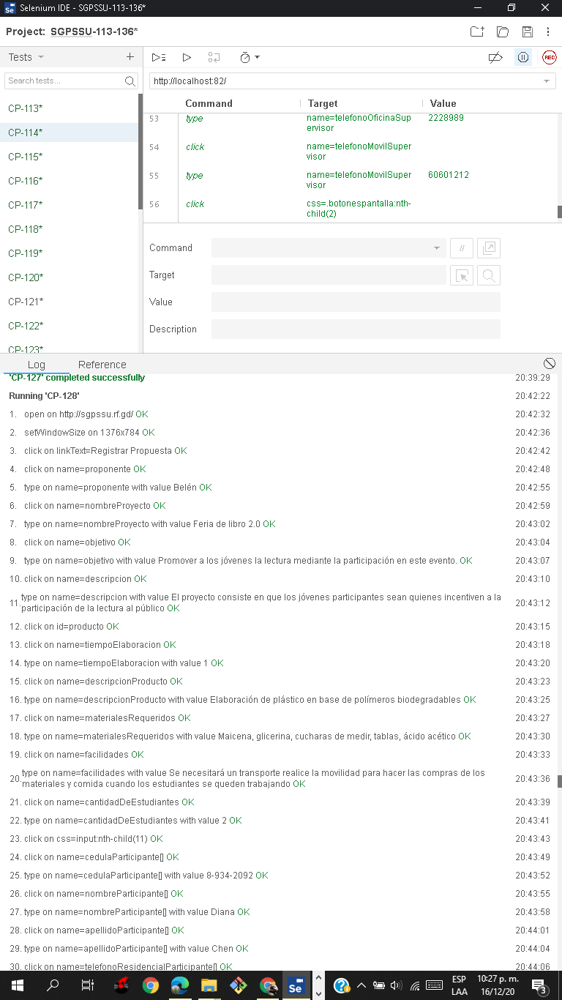 Selenium IDE - SGPSSU-113-136*
Project: SGPSSU-113-136*
Tests
Search tests...
REC
http://localhost:82/
Command Target Value
CP-113*
CP-114*
CP-115*
CP-116*
CP-117*
CP-118*
CP-119*
CP-120*
CP-121*
CP-122*
CP-123*
53 type name=telefonoOficinaSup 2228989
ervisor
54 click name=telefonoMovilSuper
visor
55 type name=telefonoMovilSuper 60601212
visor
56 click css=.botonespantalla:nth-
child(2)
Command
//
Target
Value
Description
Log Reference
'CP-127' completed successfully 20:39:29
Running 'CP-128' 20:42:22
1. open on http://sgpssu.rf.gd/ OK 20:42:32
2. setWindowSize on 1376x784 OK 20:42:36
3. click on linkText=Registrar Propuesta OK 20:42:42
4. click on name=proponente OK 20:42:48
5. type on name=proponente with value Belén OK 20:42:55
6. click on name=nombreProyecto OK 20:42:59
7. type on name=nombreProyecto with value Feria de libro 2.0 OK 20:43:02
8. click on name=objetivo OK 20:43:04
9. type on name=objetivo with value Promover a los jóvenes la lectura mediante la participación en este evento. OK 20:43:07
10. click on name=descripcion OK 20:43:10
11. type on name=descripcion with value El proyecto consiste en que los jóvenes participantes sean quienes incentiven a la 20:43:12
participación de la lectura al público OK
12. click on id=producto OK 20:43:15
13. click on name=tiempoElaboracion OK 20:43:18
14. type on name=tiempoElaboracion with value 1 OK 20:43:20
15. click on name=descripcionProducto OK 20:43:23
16. type on name=descripcionProducto with value Elaboración de plástico en base de polímeros biodegradables OK 20:43:25
17. click on name=materialesRequeridos OK 20:43:27
18. type on name=materialesRequeridos with value Maicena, glicerina, cucharas de medir, tablas, ácido acético OK 20:43:30
19. click on name=facilidades OK 20:43:33
20. type on name=facilidades with value Se necesitará un transporte realice la movilidad para hacer las compras de los 20:43:36
materiales y comida cuando los estudiantes se queden trabajando OK
21. click on name=cantidadDeEstudiantes OK 20:43:39
22. type on name=cantidadDeEstudiantes with value 2 OK 20:43:41
23. click on css=input:nth-child(11) OK 20:43:43
24. click on name=cedulaParticipante[] OK 20:43:49
25. type on name=cedulaParticipante[] with value 8-934-2092 OK 20:43:52
26. click on name=nombreParticipante[] OK 20:43:55
27. type on name=nombreParticipante[] with value Diana OK 20:43:58
28. click on name=apellidoParticipante[] OK 20:44:01
29. type on name=apellidoParticipante[] with value Chen OK 20:44:04
30. click on name=telefonoResidencialParticipante[] OK 20:44:06
Se
ESP 10:27 p. m.
LAA 16/12/20
3